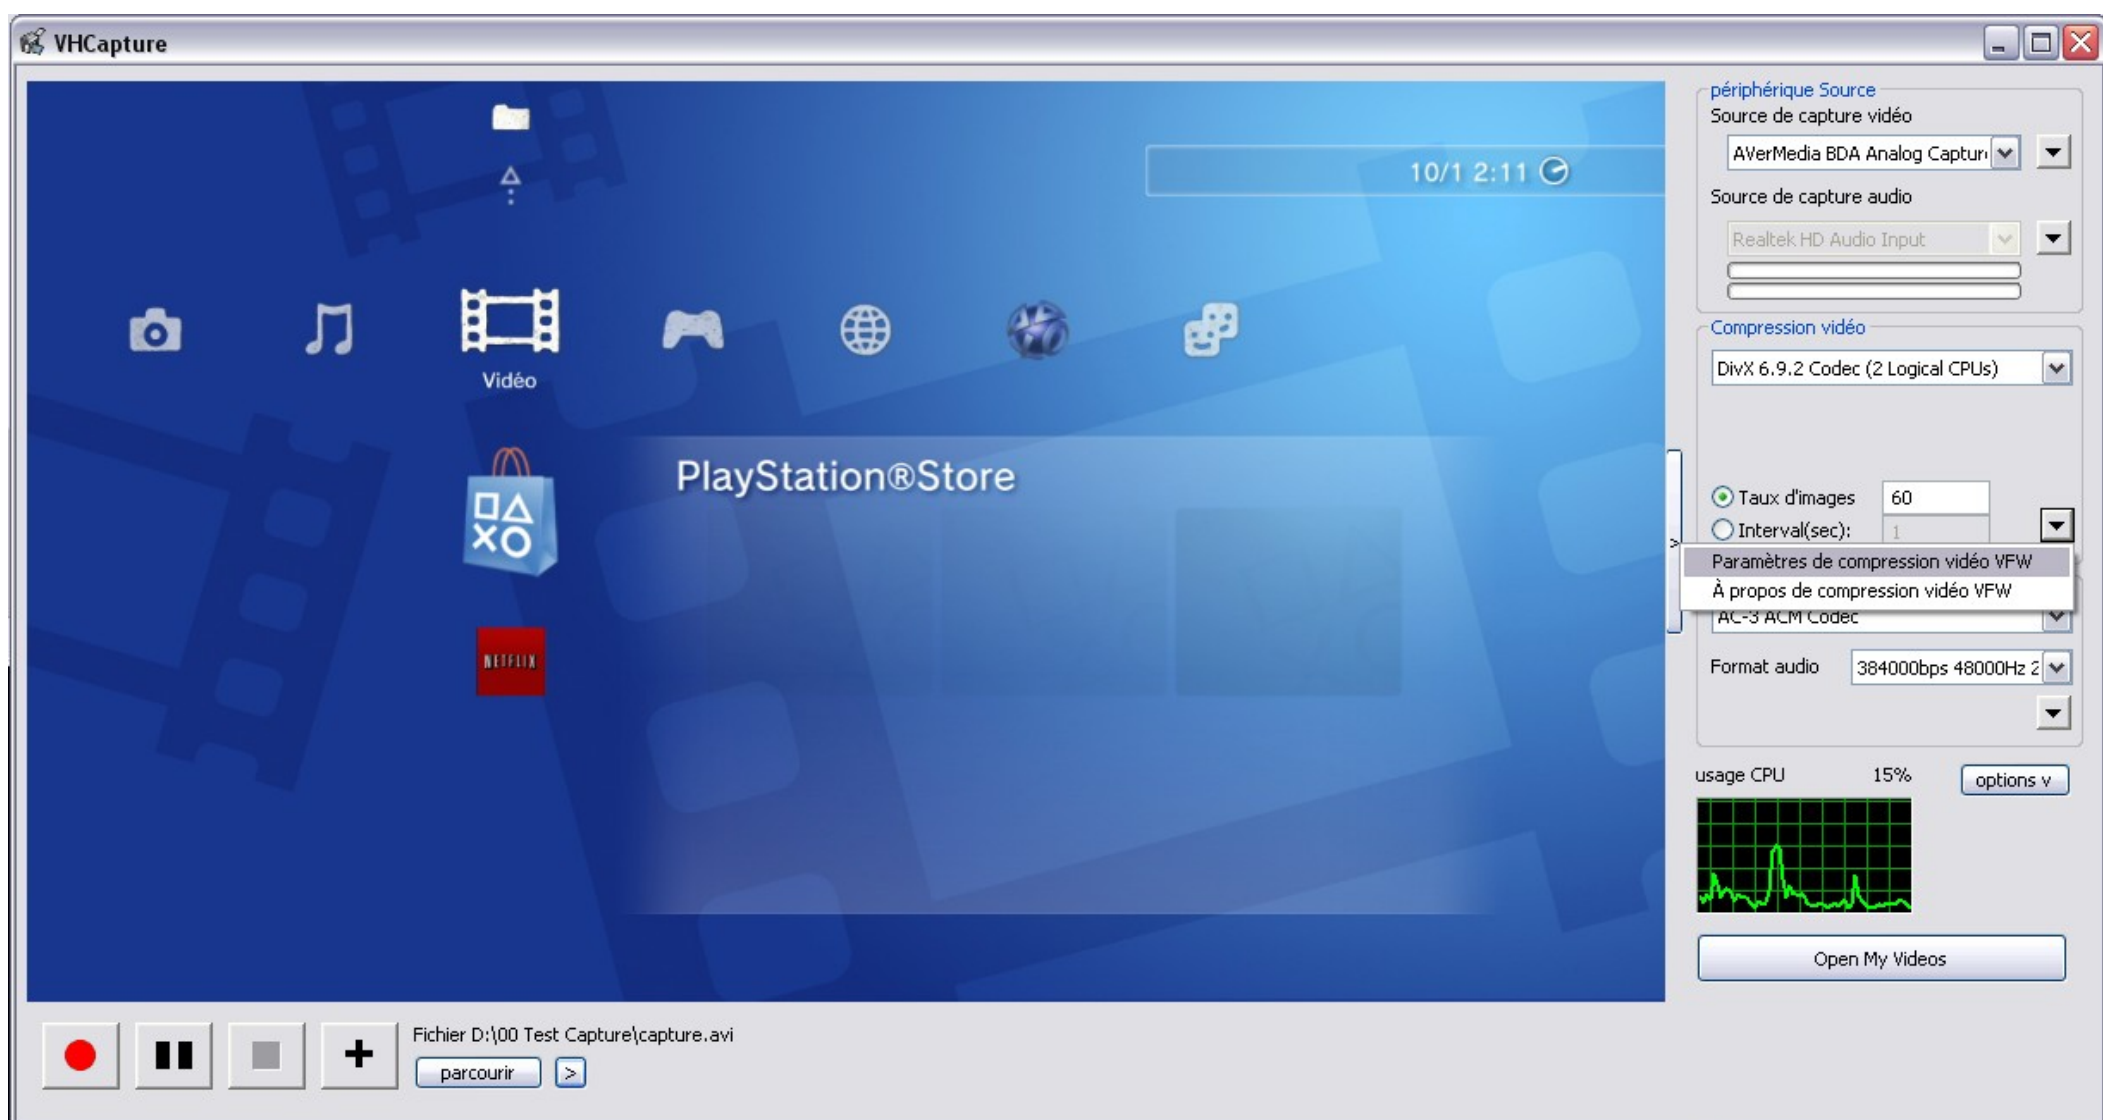 VHCapture
10/1 2:11
Vidéo
PlayStation®Store
NETFLIX
périphérique Source
Source de capture vidéo
AVerMedia BDA Analog Captur
Source de capture audio
Realtek HD Audio Input
Compression vidéo
DivX 6.9.2 Codec (2 Logical CPUs)
Taux d'images 60
Interval(sec): 1
>
Paramètres de compression vidéo VFW
À propos de compression vidéo VFW
AC-3 ACM Codec
Format audio 384000bps 48000Hz 2
usage CPU 15% options v
Open My Videos
Fichier D:\00 Test Capture\capture.avi
parcourir >